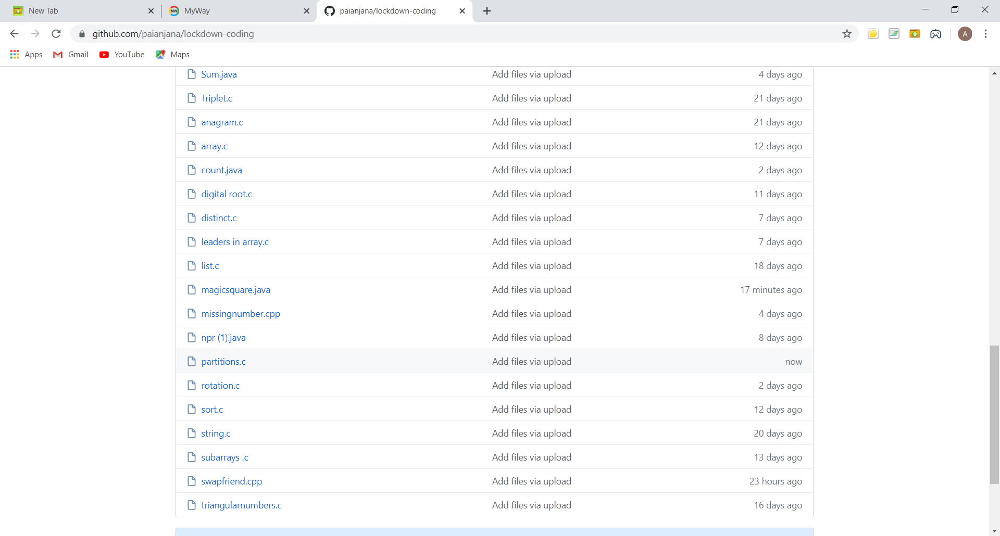 New Tab
MyWay
paianjana/lockdown-coding
github.com/paianjana/lockdown-coding
A
Apps Gmail YouTube Maps
Sum.java Add files via upload 4 days ago
Triplet.c Add files via upload 21 days ago
anagram.c Add files via upload 21 days ago
array.c Add files via upload 12 days ago
count.java Add files via upload 2 days ago
digital root.c Add files via upload 11 days ago
distinct.c Add files via upload 7 days ago
leaders in array.c Add files via upload 7 days ago
list.c Add files via upload 18 days ago
magicsquare.java Add files via upload 17 minutes ago
missingnumber.cpp Add files via upload 4 days ago
npr (1).java Add files via upload 8 days ago
partitions.c Add files via upload now
rotation.c Add files via upload 2 days ago
sort.c Add files via upload 12 days ago
string.c Add files via upload 20 days ago
subarrays .c Add files via upload 13 days ago
swapfriend.cpp Add files via upload 23 hours ago
triangularnumbers.c Add files via upload 16 days ago